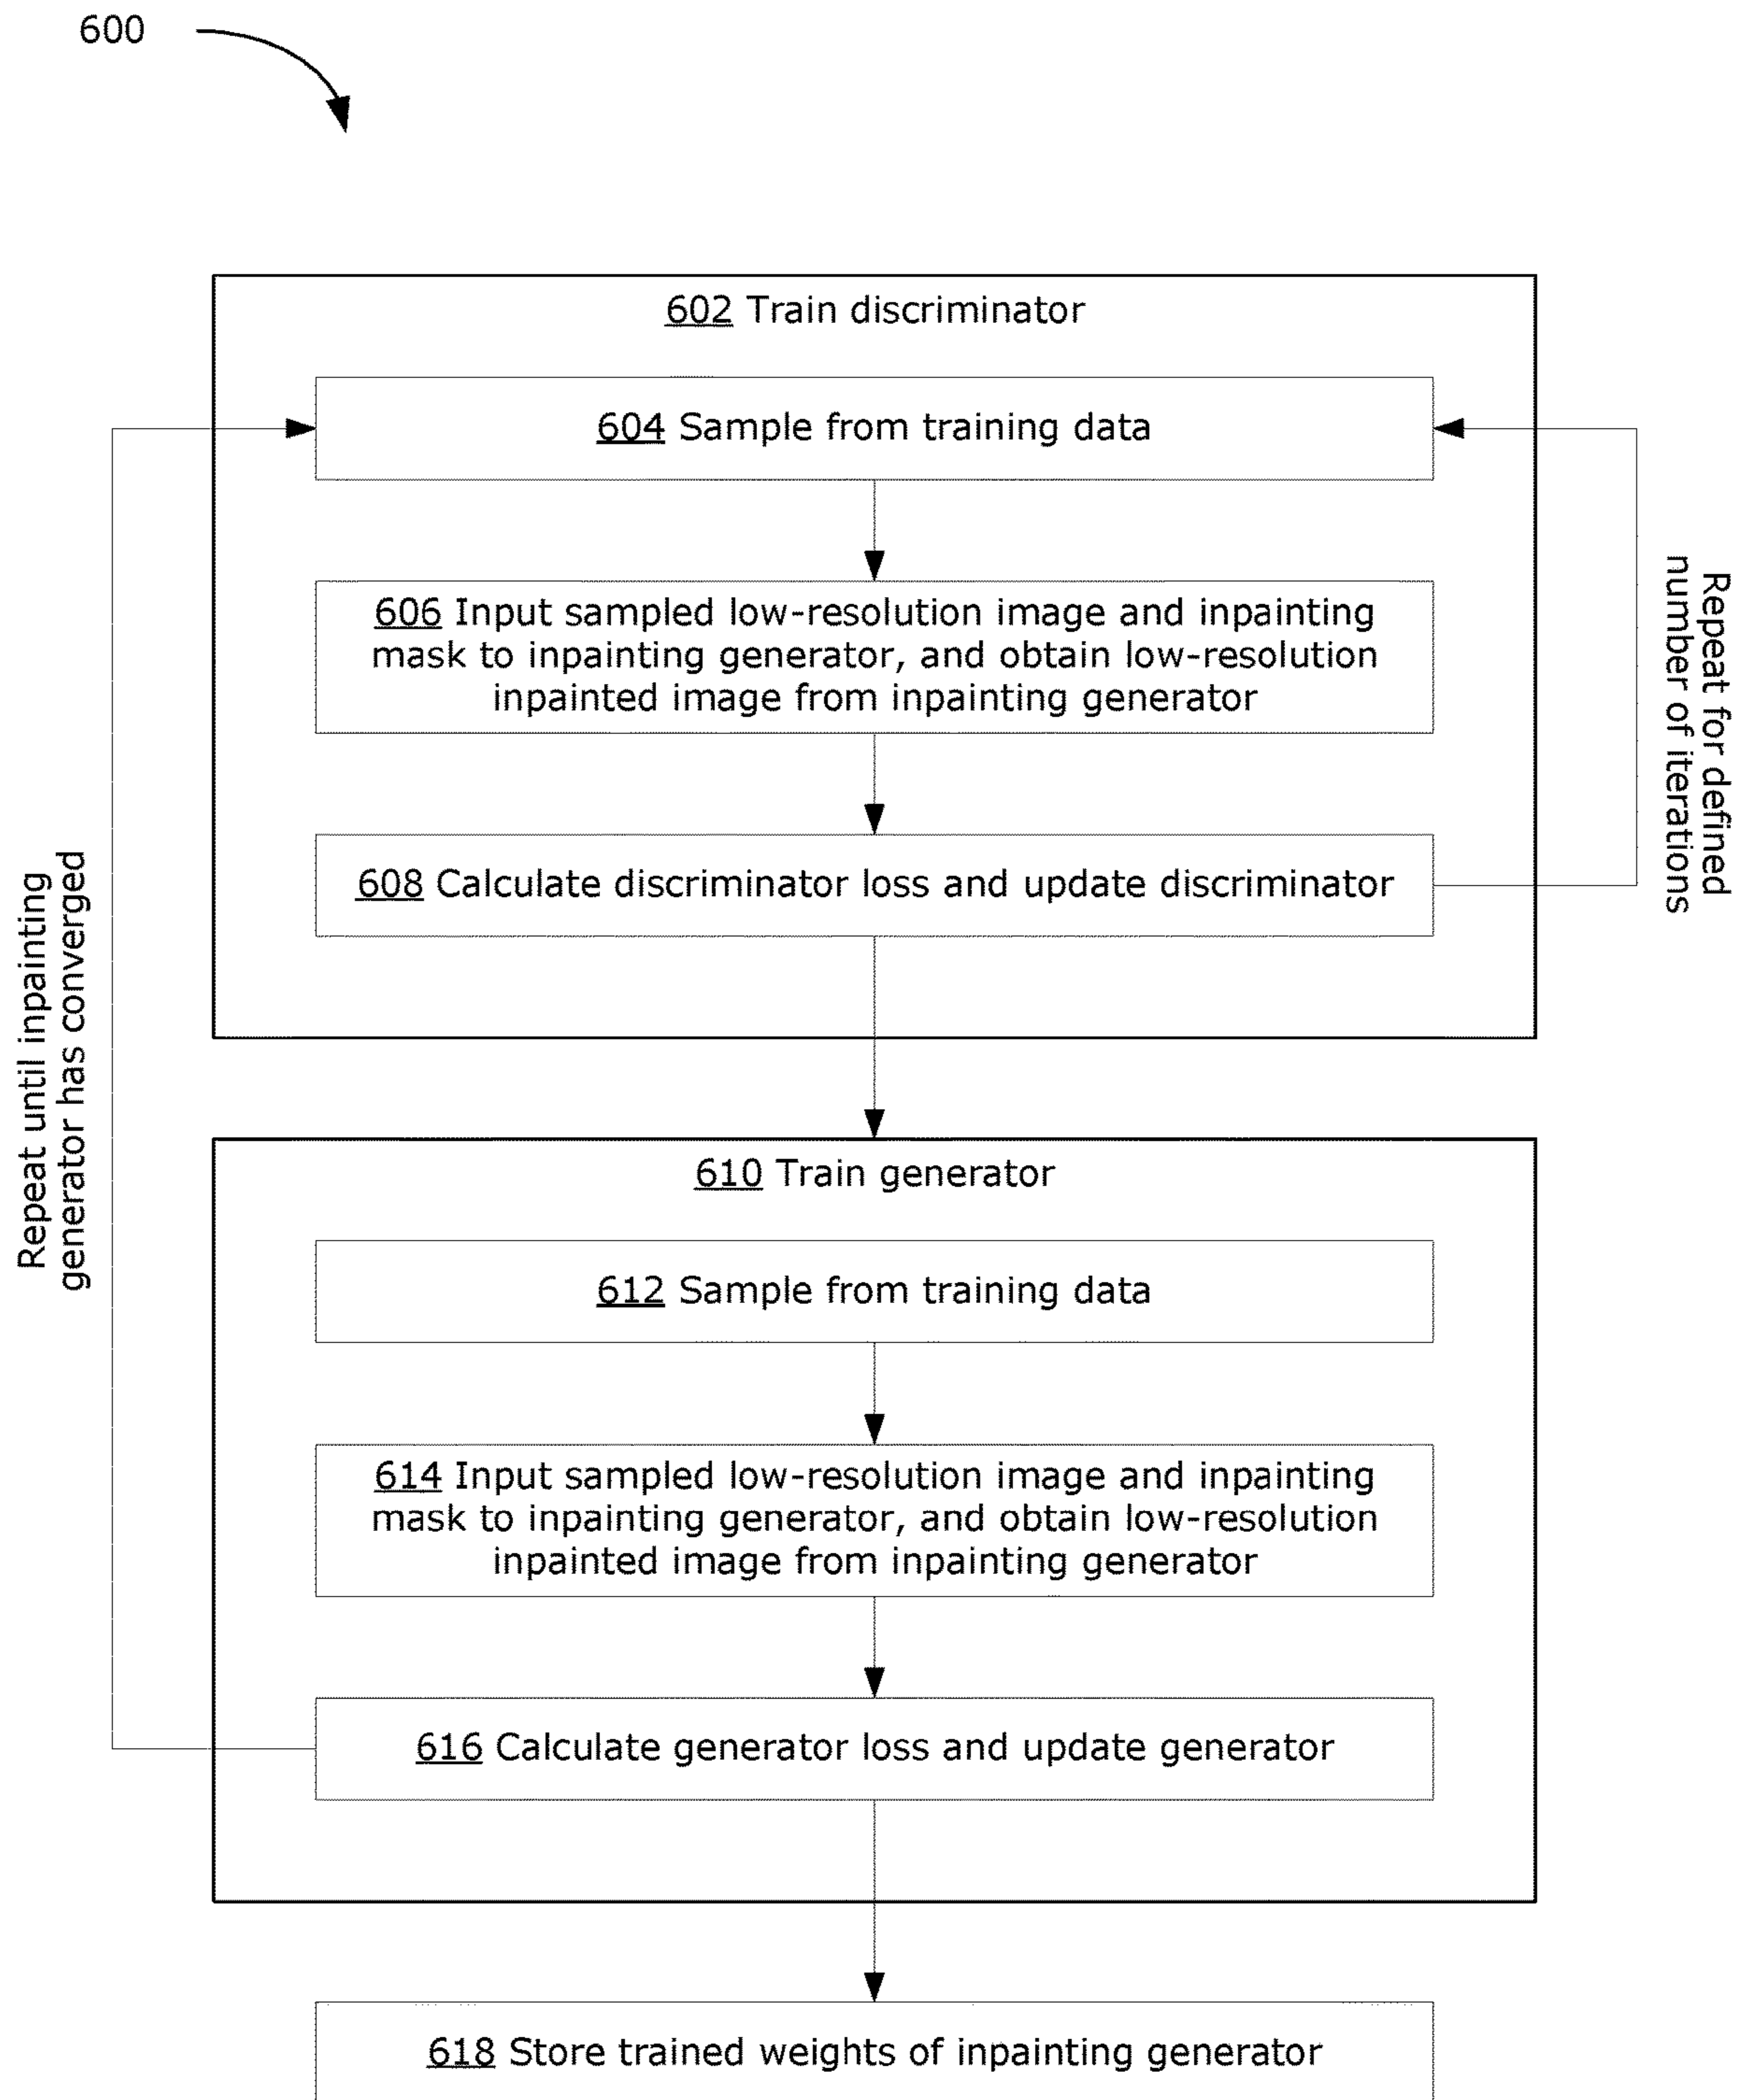 600
602 Train discriminator
604 Sample from training data
606 Input sampled low-resolution image and inpainting
mask to inpainting generator, and obtain low-resolution
inpainted image from inpainting generator
608 Calculate discriminator loss and update discriminator
Repeat for defined
number of iterations
Repeat until inpainting
generator has converged
610 Train generator
612 Sample from training data
614 Input sampled low-resolution image and inpainting
mask to inpainting generator, and obtain low-resolution
inpainted image from inpainting generator
616 Calculate generator loss and update generator
618 Store trained weights of inpainting generator